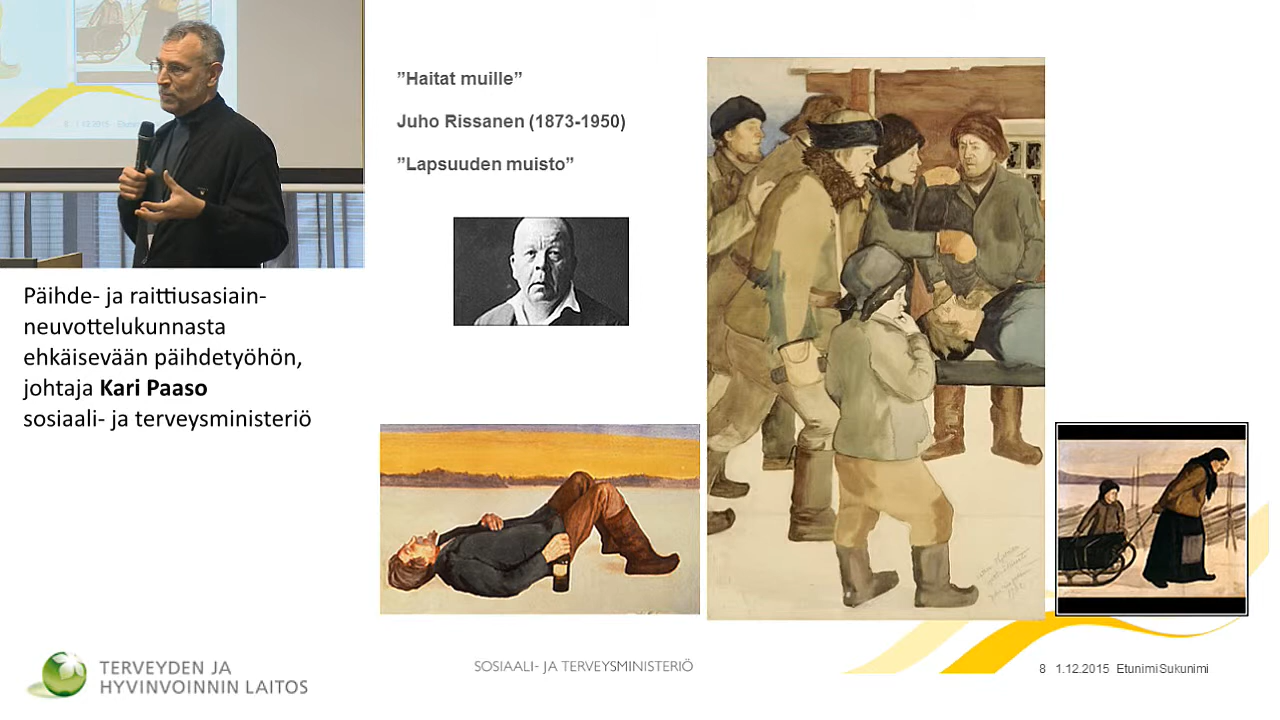 ”Haitat muille”
Juho Rissanen (1873-1950)
”Lapsuuden muisto”
Päihde- ja raittiusasiain-
neuvottelukunnasta
ehkäisevään päihdetyöhön,
johtaja Kari Paaso
sosiaali- ja terveysministeriö
TERVEYDEN JA
HYVINVOINNIN LAITOS
SOSIAALI- JA TERVEYSMINISTERIÖ
8 1.12.2015 Etunimi Sukunimi